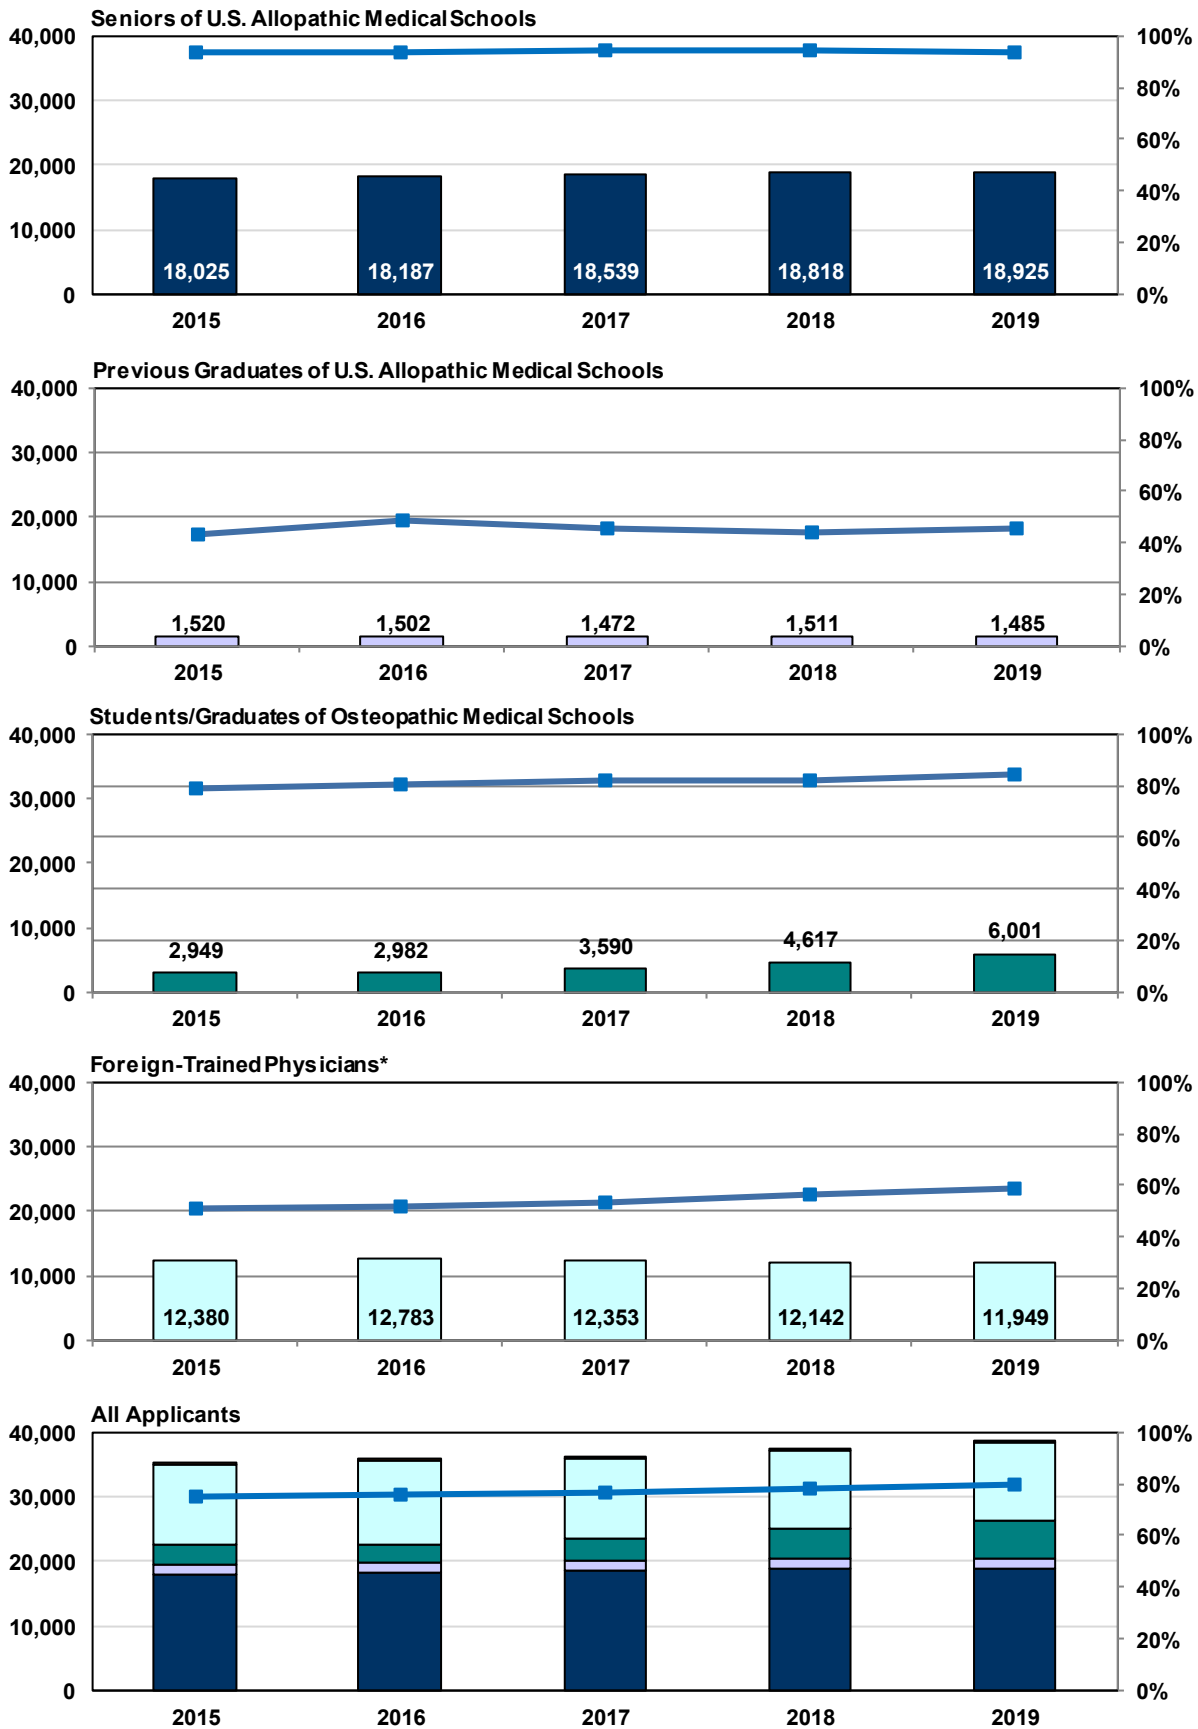 Seniors of U.S. Allopathic Medical Schools
40,000 100%
30,000 80%
60%
20,000 40%
10,000 20%
18,025 18,187 18,539 18,818 18,925
0 0%
2015 2016 2017 2018 2019
Previous Graduates of U.S. Allopathic Medical Schools
40,000 100%
30,000 80%
60%
20,000 40%
10,000 20%
1,520 1,502 1,472 1,511 1,485
0 0%
2015 2016 2017 2018 2019
Students/Graduates of Osteopathic Medical Schools
40,000 100%
30,000 80%
60%
20,000 40%
10,000 20%
2,949 2,982 3,590 4,617 6,001
0 0%
2015 2016 2017 2018 2019
Foreign-Trained Physicians*
40,000 100%
30,000 80%
60%
20,000 40%
10,000 20%
12,380 12,783 12,353 12,142 11,949
0 0%
2015 2016 2017 2018 2019
All Applicants
40,000 100%
30,000 80%
60%
20,000 40%
10,000 20%
0 0%
2015 2016 2017 2018 2019